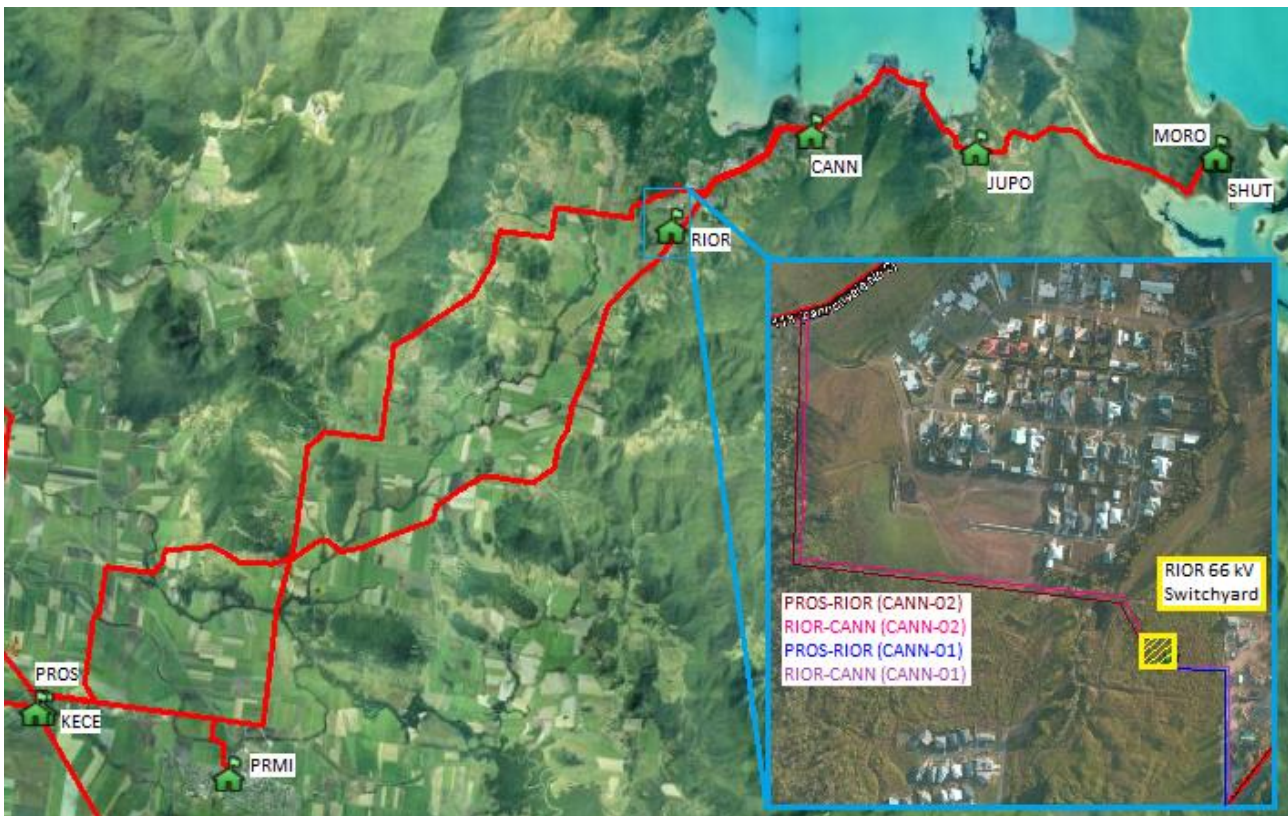 MORO
CANN
JUPO
SHUT
RIOR
RIOR 66 kV
Switchyard
PROS-RIOR (CANN-02)
RIOR-CANN (CANN-02)
PROS-RIOR (CANN-01)
RIOR-CANN (CANN-01)
PROS
KECE
PRMI